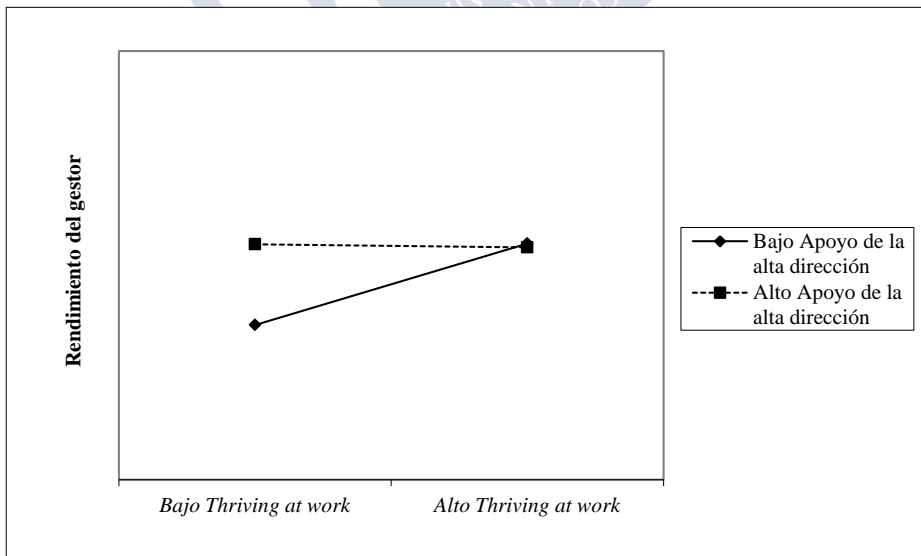 Rendimiento del gestor
Bajo Thriving at work
Alto Thriving at work
Bajo Apoyo de la
alta dirección
Alto Apoyo de la
alta dirección